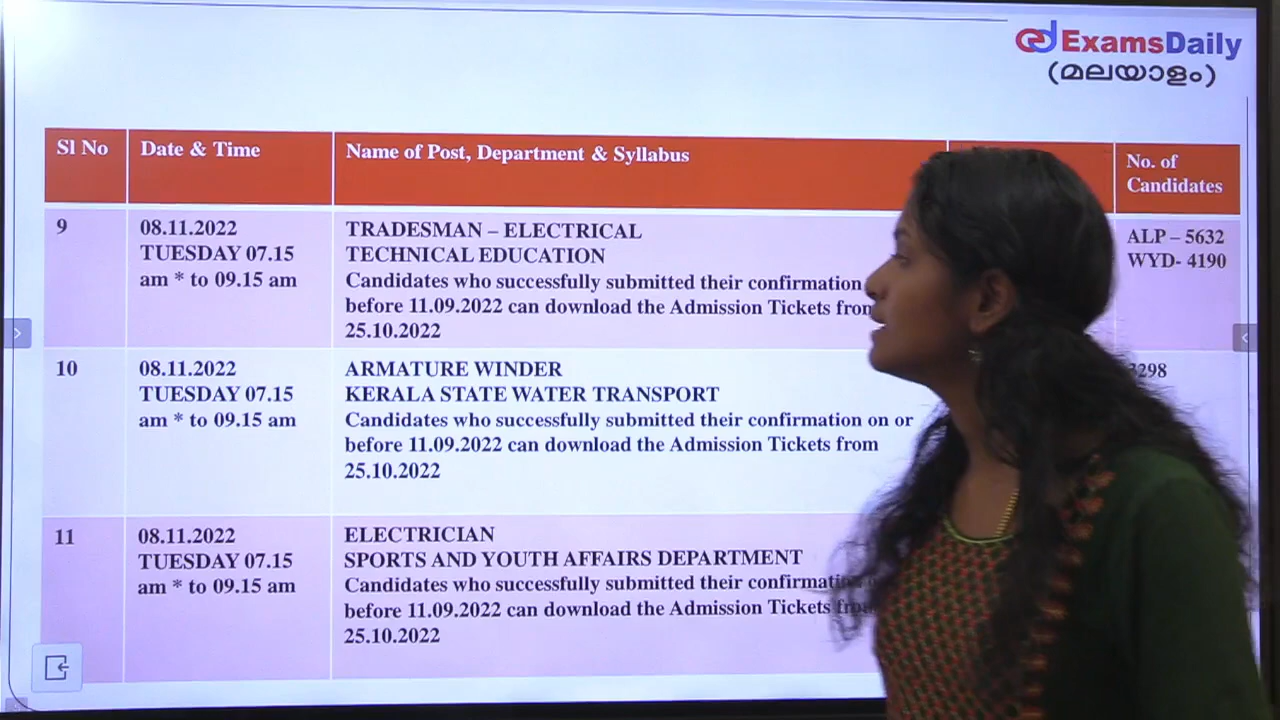 ExamsDaily
(മലയാളം)
Sl No
Date & Time
Name of Post, Department & Syllabus
No. of
Candidates
9
08.11.2022
TUESDAY 07.15
am * to 09.15 am
TRADESMAN – ELECTRICAL
TECHNICAL EDUCATION
Candidates who successfully submitted their confirmation
before 11.09.2022 can download the Admission Tickets from
25.10.2022
ALP – 5632
WYD- 4190
10
08.11.2022
TUESDAY 07.15
am * to 09.15 am
ARMATURE WINDER
KERALA STATE WATER TRANSPORT
Candidates who successfully submitted their confirmation on or
before 11.09.2022 can download the Admission Tickets from
25.10.2022
11
08.11.2022
TUESDAY 07.15
am * to 09.15 am
ELECTRICIAN
SPORTS AND YOUTH AFFAIRS DEPARTMENT
Candidates who successfully submitted their confirmation
before 11.09.2022 can download the Admission Tickets from
25.10.2022